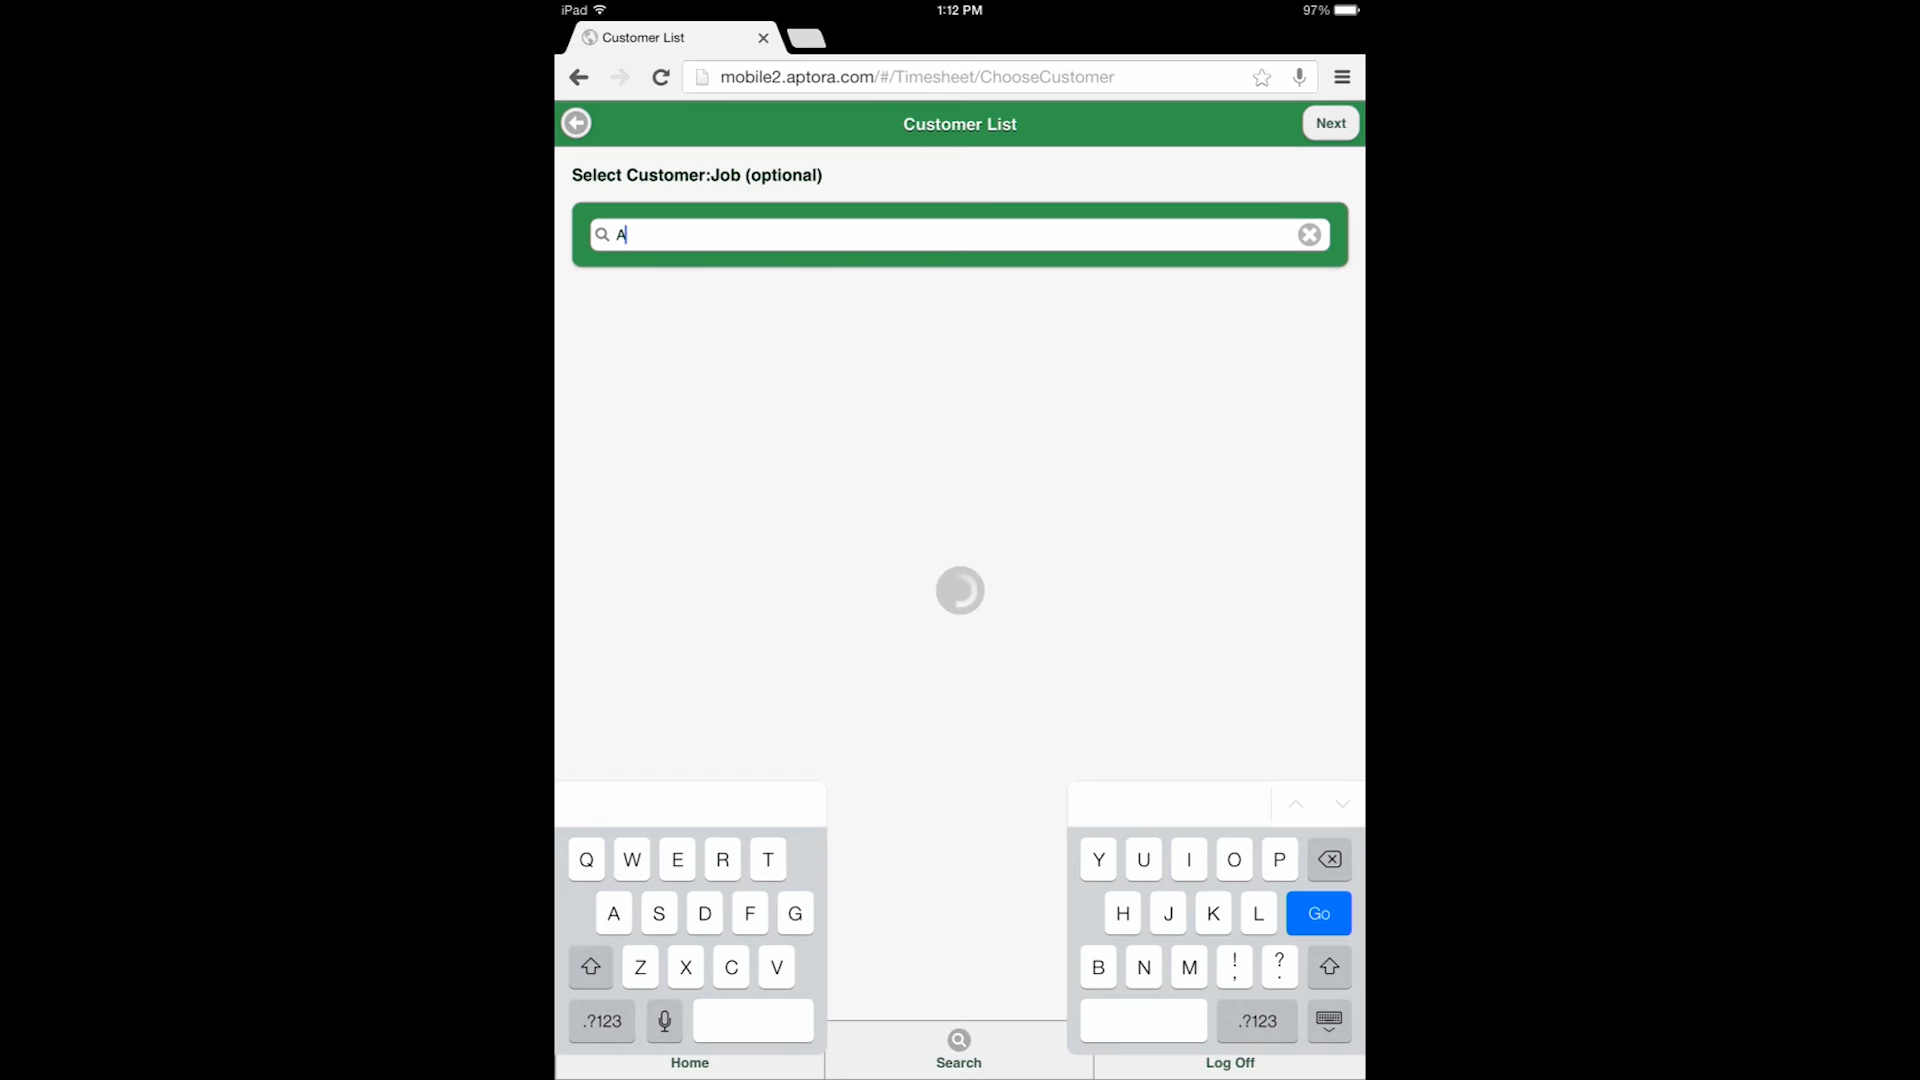 iPad 1:12 PM 97%
Customer List
mobile2.aptora.com/#/Timesheet/ChooseCustomer
Customer List Next
Select Customer:Job (optional)
A
Q W E R T Y U I O P
A S D F G H J K L Go
Z X C V B N M ! , ? .
.?123 .?123
Home Search Log Off